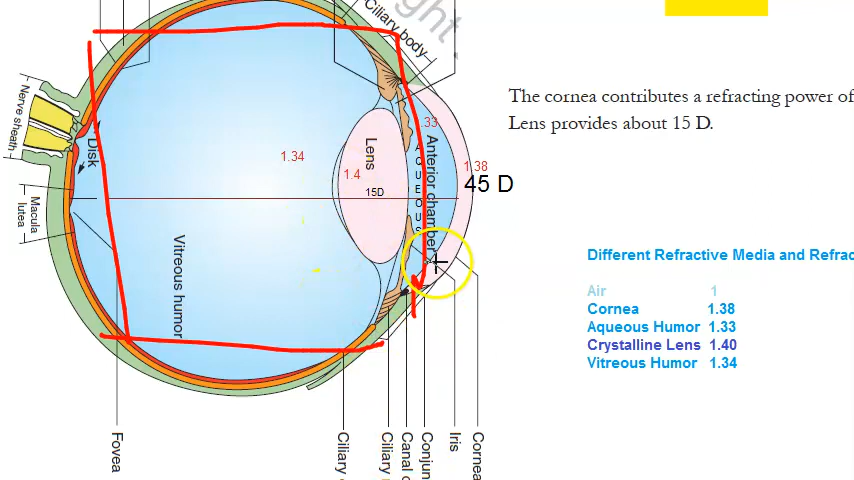 ght
Ciliary body
Nerve sheath
Disk
Macula
lutea
Vitreous humor
1.34
Lens
1.4
15D
.33
AQUEOUS
Anterior chamber
1.38
45 D
Fovea
Ciliary
Ciliary
Canal
Conjun
Iris
Cornea
The cornea contributes a refracting power of
Lens provides about 15 D.
Different Refractive Media and Refrac
Air 1
Cornea 1.38
Aqueous Humor 1.33
Crystalline Lens 1.40
Vitreous Humor 1.34